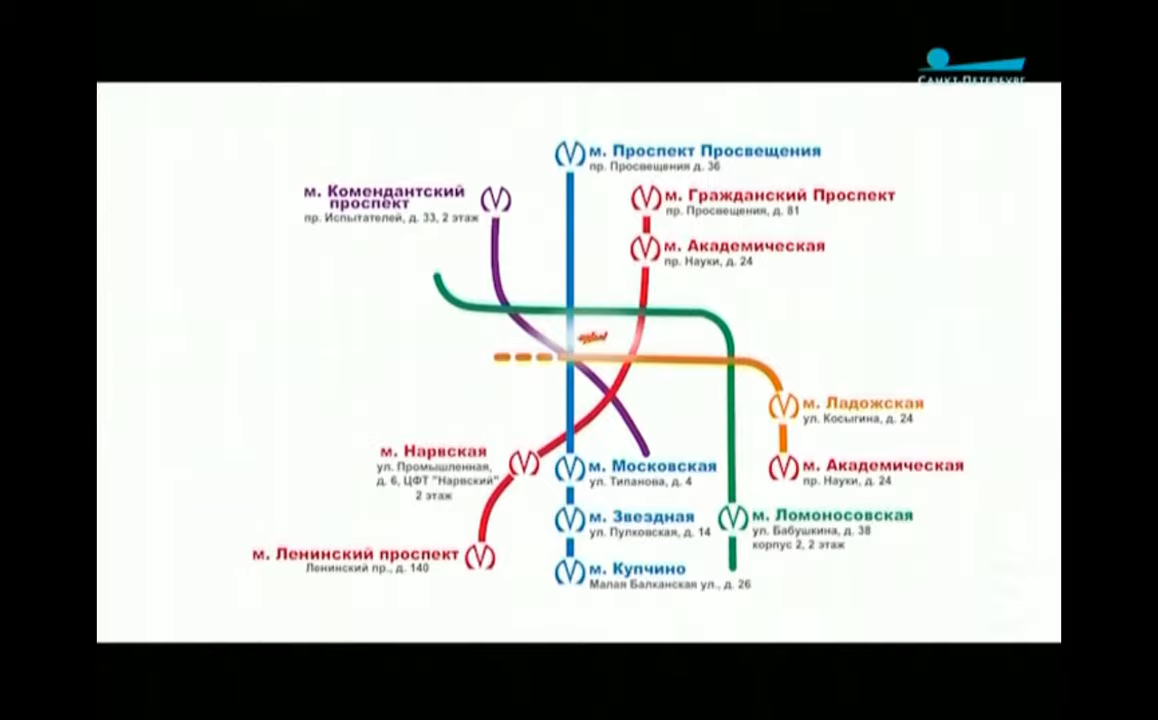 САНКТ-ПЕТЕРБУРГ
м. Проспект Просвещения
пр. Просвещения д. 36
м. Комендантский
проспект
пр. Испытателей, д. 33, 2 этаж
м. Гражданский Проспект
пр. Просвещения, д. 81
м. Академическая
пр. Науки, д. 24
м. Ладожская
ул. Косыгина, д. 24
м. Нарвская
ул. Промышленная,
д. 6, ЦФТ "Нарвский"
2 этаж
м. Московская
ул. Типанова, д. 4
м. Академическая
пр. Науки, д. 24
м. Звездная
ул. Пулковская, д. 14
м. Ломоносовская
ул. Бабушкина, д. 38
корпус 2, 2 этаж
м. Ленинский проспект
Ленинский пр., д. 140
м. Купчино
Малая Балканская ул., д. 26